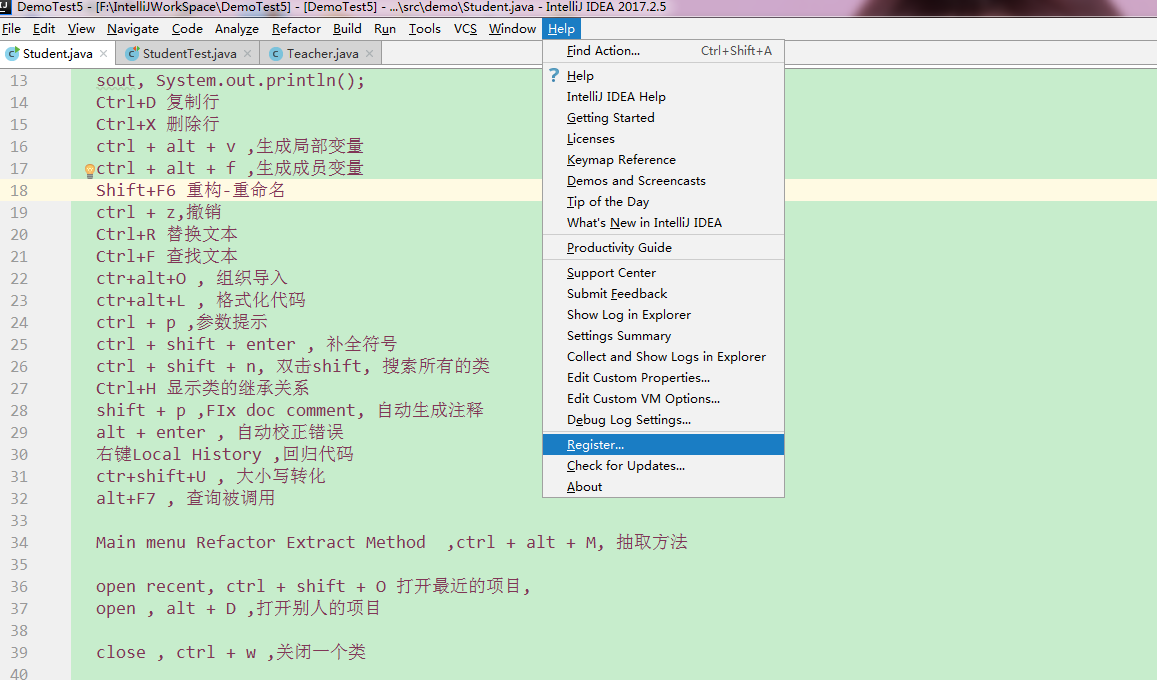 DemoTest5 - [F:\IntelliJWorkSpace\DemoTest5] - [DemoTest5] - ...\src\demo\Student.java - IntelliJ IDEA 2017.2.5
File Edit View Navigate Code Analyze Refactor Build Run Tools VCS Window Help
Student.java StudentTest.java Teacher.java
13 sout, System.out.println();
14 Ctrl+D 复制行
15 Ctrl+X 删除行
16 ctrl + alt + v ,生成局部变量
17 ctrl + alt + f ,生成成员变量
18 Shift+F6 重构-重命名
19 ctrl + z,撤销
20 Ctrl+R 替换文本
21 Ctrl+F 查找文本
22 ctr+alt+O , 组织导入
23 ctr+alt+L , 格式化代码
24 ctrl + p ,参数提示
25 ctrl + shift + enter , 补全符号
26 ctrl + shift + n, 双击shift, 搜索所有的类
27 Ctrl+H 显示类的继承关系
28 shift + p ,FIx doc comment, 自动生成注释
29 alt + enter , 自动校正错误
30 右键Local History ,回归代码
31 ctr+shift+U , 大小写转化
32 alt+F7 , 查询被调用
33
34 Main menu Refactor Extract Method ,ctrl + alt + M, 抽取方法
35
36 open recent, ctrl + shift + O 打开最近的项目,
37 open , alt + D ,打开别人的项目
38
39 close , ctrl + w ,关闭一个类
40
Find Action... Ctrl+Shift+A
? Help
IntelliJ IDEA Help
Getting Started
Licenses
Keymap Reference
Demos and Screencasts
Tip of the Day
What's New in IntelliJ IDEA
Productivity Guide
Support Center
Submit Feedback
Show Log in Explorer
Settings Summary
Collect and Show Logs in Explorer
Edit Custom Properties...
Edit Custom VM Options...
Debug Log Settings...
Register...
Check for Updates...
About